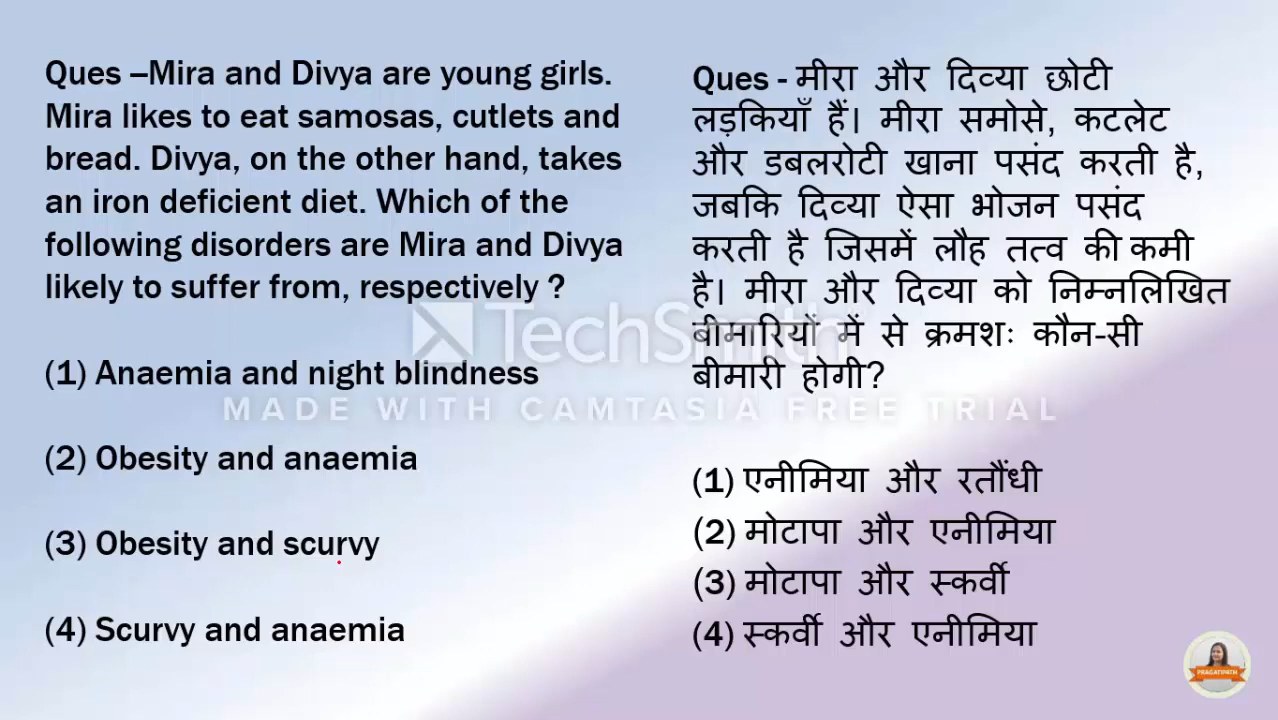 Ques –Mira and Divya are young girls.
Mira likes to eat samosas, cutlets and
bread. Divya, on the other hand, takes
an iron deficient diet. Which of the
following disorders are Mira and Divya
likely to suffer from, respectively ?
(1) Anaemia and night blindness
(2) Obesity and anaemia
(3) Obesity and scurvy
(4) Scurvy and anaemia
Ques - मीरा और दिव्या छोटी
लड़कियाँ हैं। मीरा समोसे, कटलेट
और डबलरोटी खाना पसंद करती है,
जबकि दिव्या ऐसा भोजन पसंद
करती है जिसमें लौह तत्व की कमी
है। मीरा और दिव्या को निम्नलिखित
बीमारियों में से क्रमशः कौन-सी
बीमारी होगी?
(1) एनीमिया और रतौंधी
(2) मोटापा और एनीमिया
(3) मोटापा और स्कर्वी
(4) स्कर्वी और एनीमिया
TechSmith
MADE WITH CAMTASIA FREE TRIAL
PRAGATIPATH